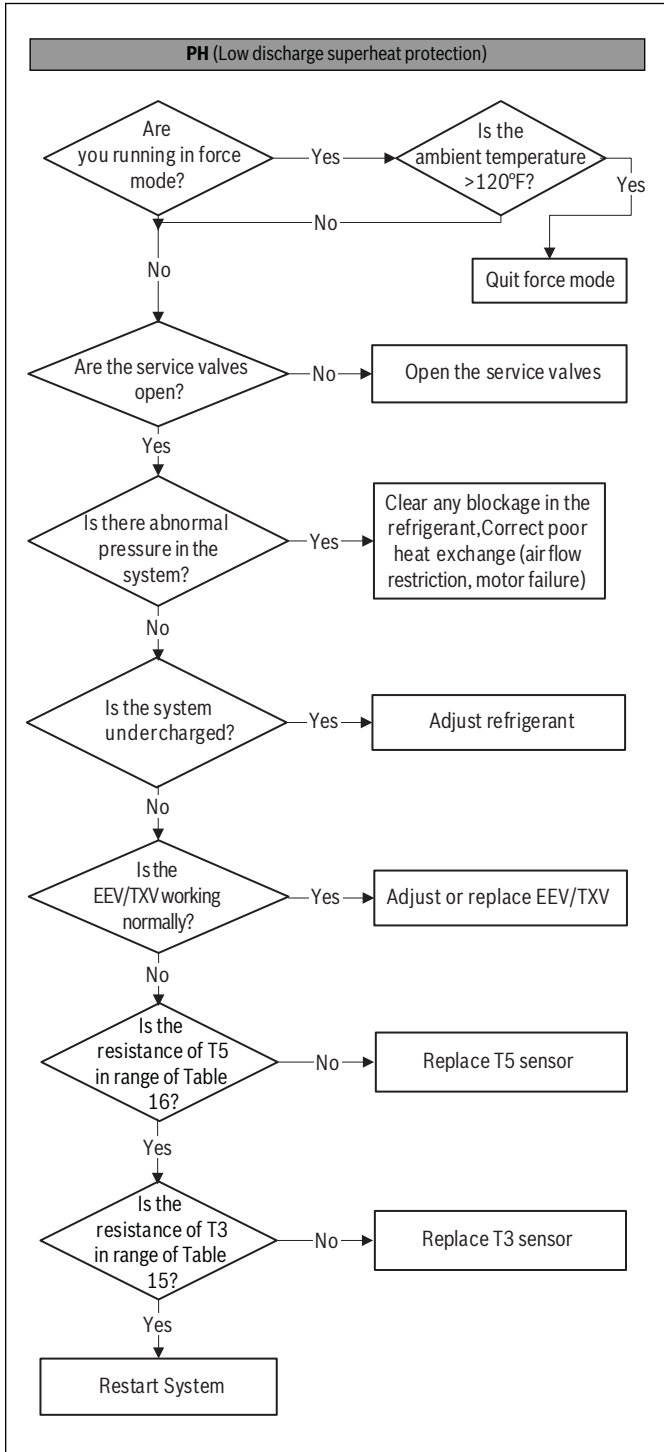 PH (Low discharge superheat protection)
Are
you running in force
mode?
Yes
Is the
ambient temperature
>120°F?
Yes
No
No
Quit force mode
Are the service valves
open?
No
Open the service valves
Yes
Is there abnormal
pressure in the
system?
Yes
Clear any blockage in the
refrigerant,Correct poor
heat exchange (air flow
restriction, motor failure)
No
Is the system
undercharged?
Yes
Adjust refrigerant
No
Is the
EEV/TXV working
normally?
Yes
Adjust or replace EEV/TXV
No
Is the
resistance of T5
in range of Table
16?
No
Replace T5 sensor
Yes
Is the
resistance of T3
in range of Table
15?
No
Replace T3 sensor
Yes
Restart System